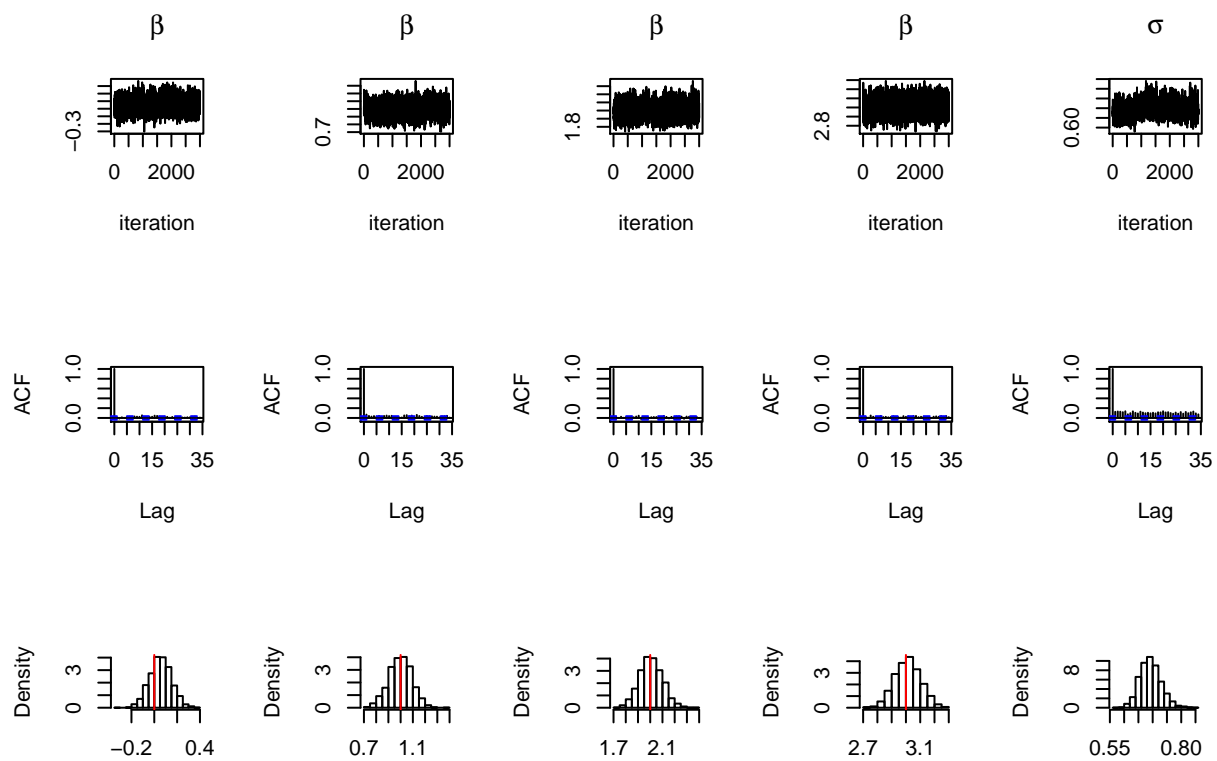 β β β β σ
−0.3 0.7 1.8 2.8 0.60
0 2000 0 2000 0 2000 0 2000 0 2000
iteration iteration iteration iteration iteration
ACF ACF ACF ACF ACF
0.0 1.0 0.0 1.0 0.0 1.0 0.0 1.0 0.0 1.0
0 15 35 0 15 35 0 15 35 0 15 35 0 15 35
Lag Lag Lag Lag Lag
Density Density Density Density Density
0 3 0 3 0 3 0 3 0 8
−0.2 0.4 0.7 1.1 1.7 2.1 2.7 3.1 0.55 0.80